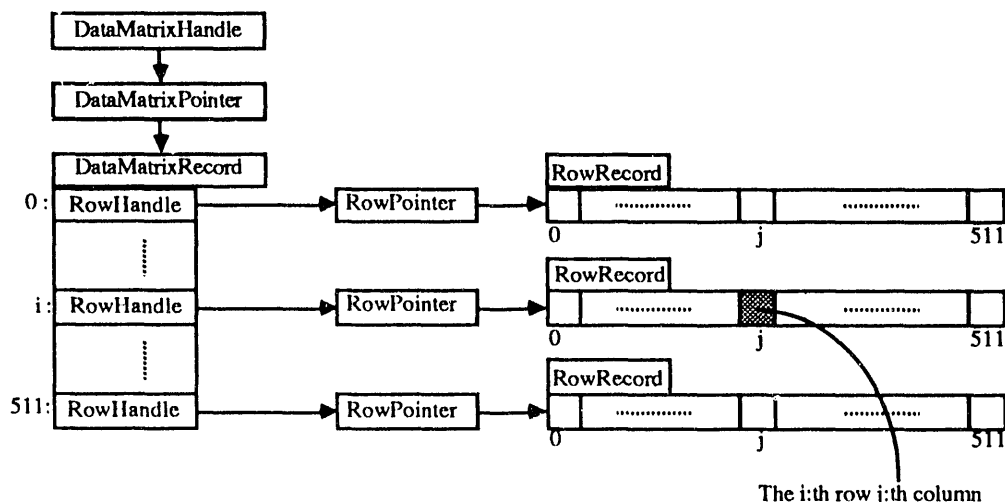 DataMatrixHandle
DataMatrixPointer
DataMatrixRecord
RowRecord
0: RowHandle RowPointer
0 j 511
RowRecord
i: RowHandle RowPointer
0 j 511
RowRecord
511: RowHandle RowPointer
0 j 511
The i:th row j:th column